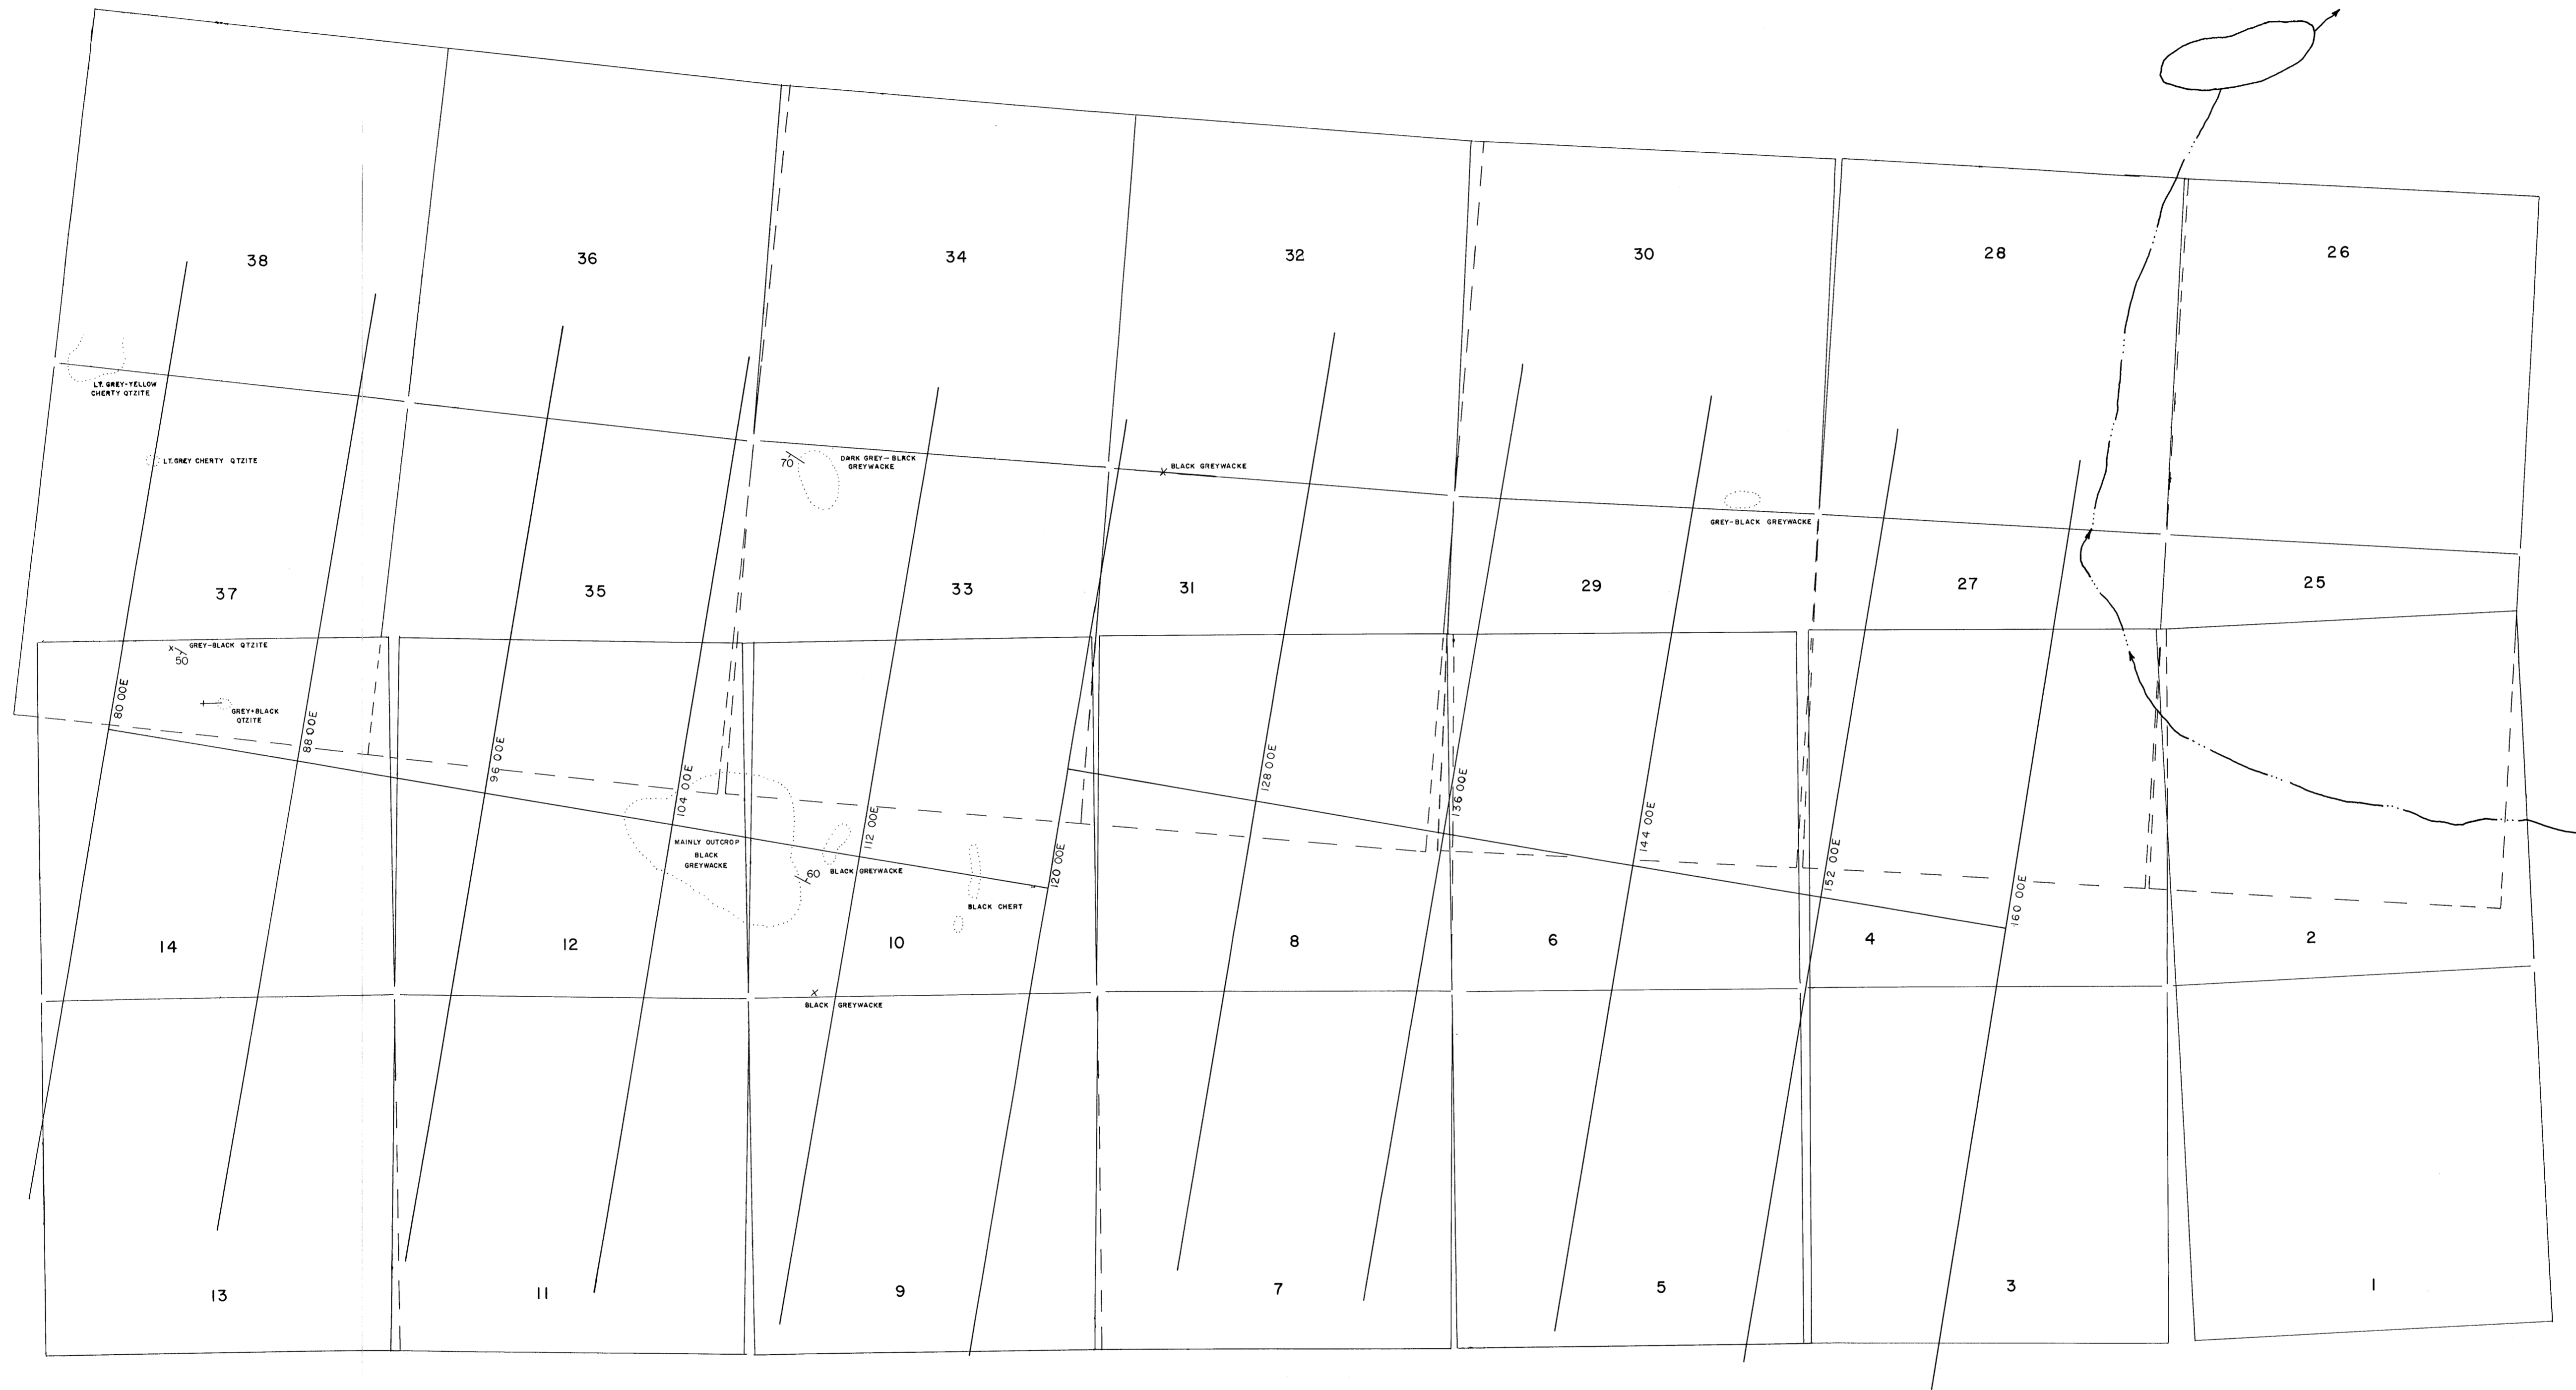 38
36
34
32
30
28
26
LT. GREY-YELLOW
CHERTY QTZITE
LT. GREY CHERTY QTZITE
70
DARK GREY – BLACK
GREYWACKE
BLACK GREYWACKE
GREY-BLACK GREYWACKE
37
35
33
31
29
27
25
GREY-BLACK QTZITE
50
GREY+BLACK
QTZITE
80 00E
88 00E
96 00E
104 00E
112 00E
120 00E
128 00E
136 00E
144 00E
152 00E
160 00E
MAINLY OUTCROP
BLACK
GREYWACKE
60
BLACK GREYWACKE
BLACK CHERT
14
12
10
8
6
4
2
BLACK GREYWACKE
13
11
9
7
5
3
1